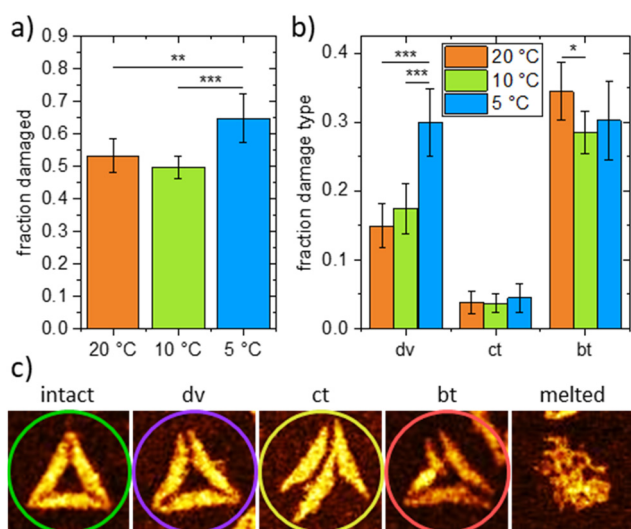 a)
fraction damaged
0.9
0.8
0.7
0.6
0.5
0.4
0.3
0.2
0.1
0.0
**
***
20 °C 10 °C 5 °C
b)
fraction damage type
0.4
0.3
0.2
0.1
0.0
***
***
*
20 °C
10 °C
5 °C
dv ct bt
c)
intact dv ct bt melted